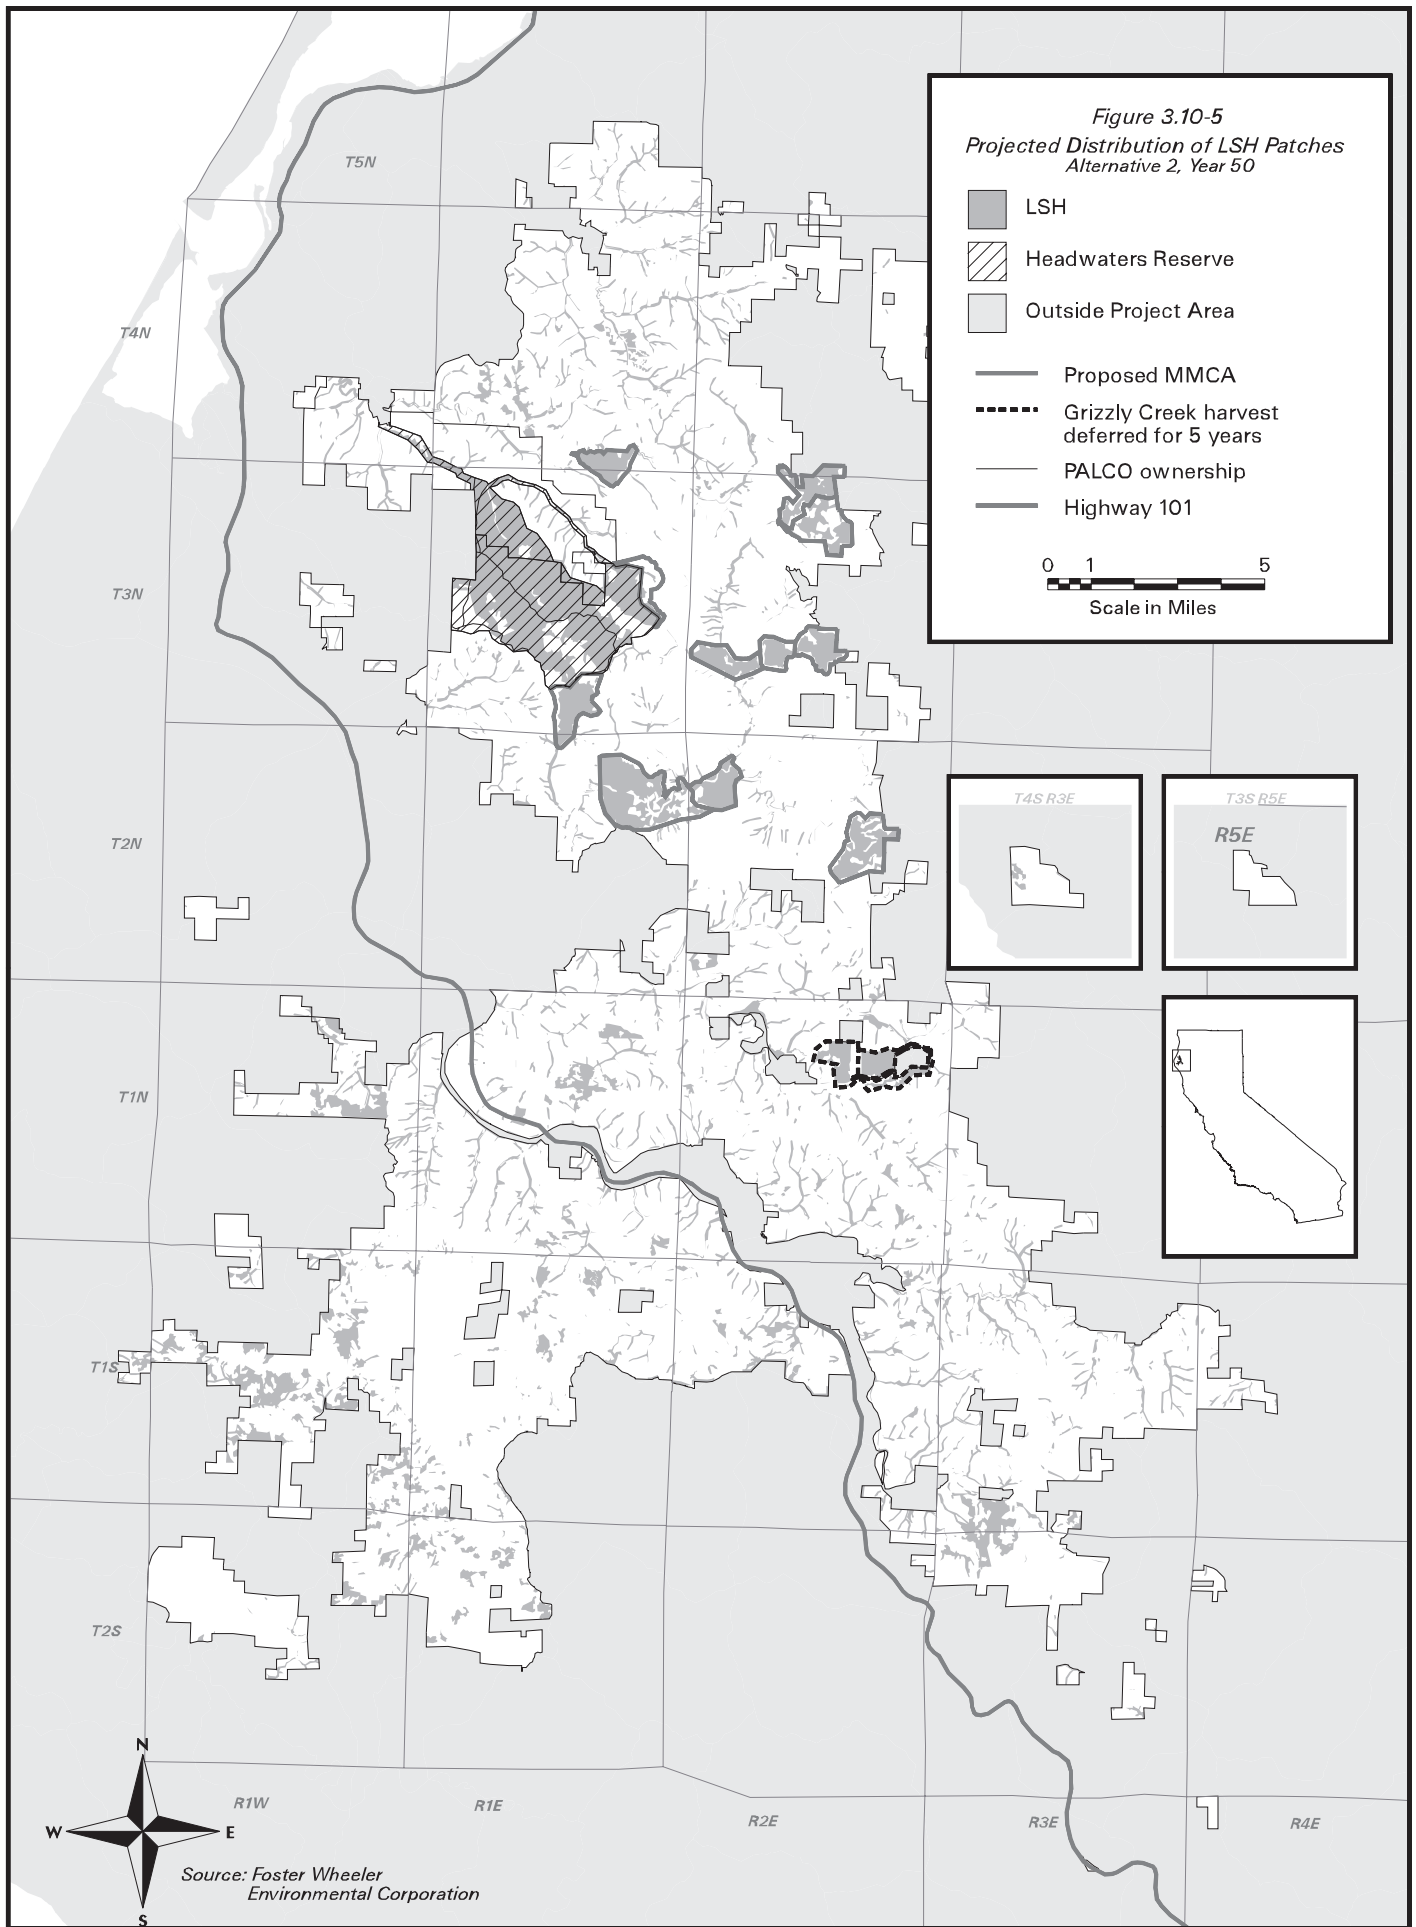 Figure 3.10-5
Projected Distribution of LSH Patches
Alternative 2, Year 50
LSH
Headwaters Reserve
Outside Project Area
Proposed MMCA
Grizzly Creek harvest
deferred for 5 years
PALCO ownership
Highway 101
0 1 5
Scale in Miles
T5N
T4N
T3N
T2N
T1N
T1S
T2S
T4S R3E
T3S R5E
R5E
R1W
R1E
R2E
R3E
R4E
N
W E
S
Source: Foster Wheeler
Environmental Corporation